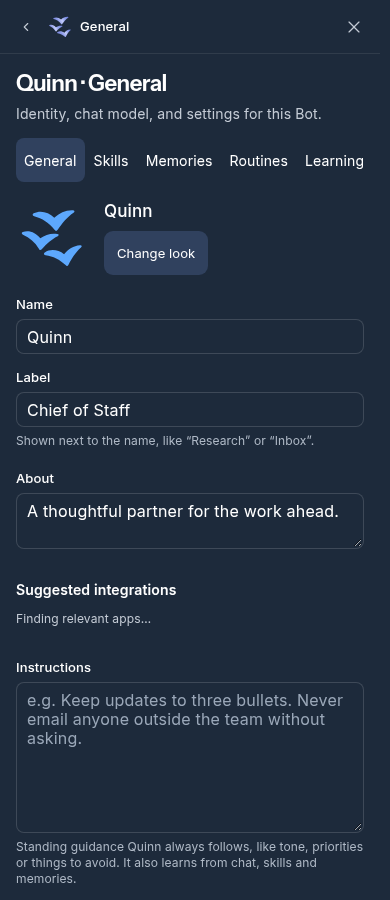 General
Quinn·General
Identity, chat model, and settings for this Bot.
General Skills Memories Routines Learning
Quinn
Change look
Name
Quinn
Label
Chief of Staff
Shown next to the name, like “Research” or “Inbox”.
About
A thoughtful partner for the work ahead.
Suggested integrations
Finding relevant apps...
Instructions
e.g. Keep updates to three bullets. Never
email anyone outside the team without
asking.
Standing guidance Quinn always follows, like tone, priorities
or things to avoid. It also learns from chat, skills and
memories.